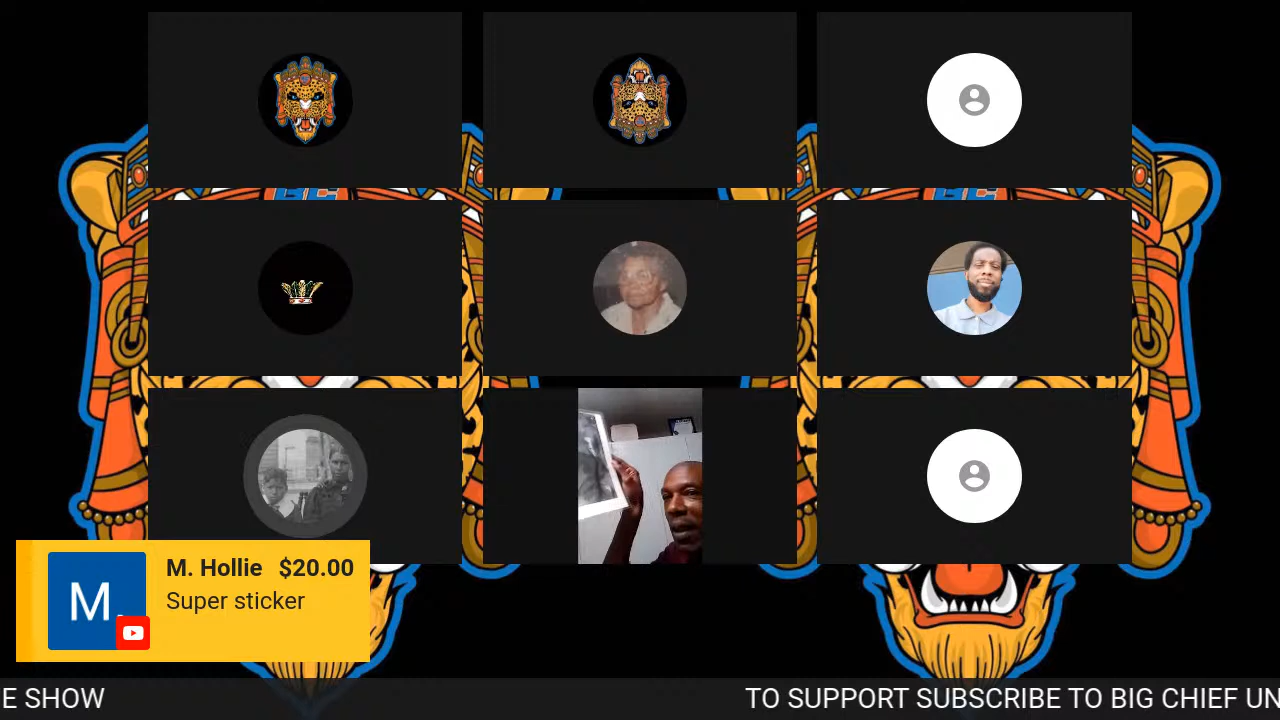 M.
M. Hollie $20.00
Super sticker
E SHOW
TO SUPPORT SUBSCRIBE TO BIG CHIEF UN